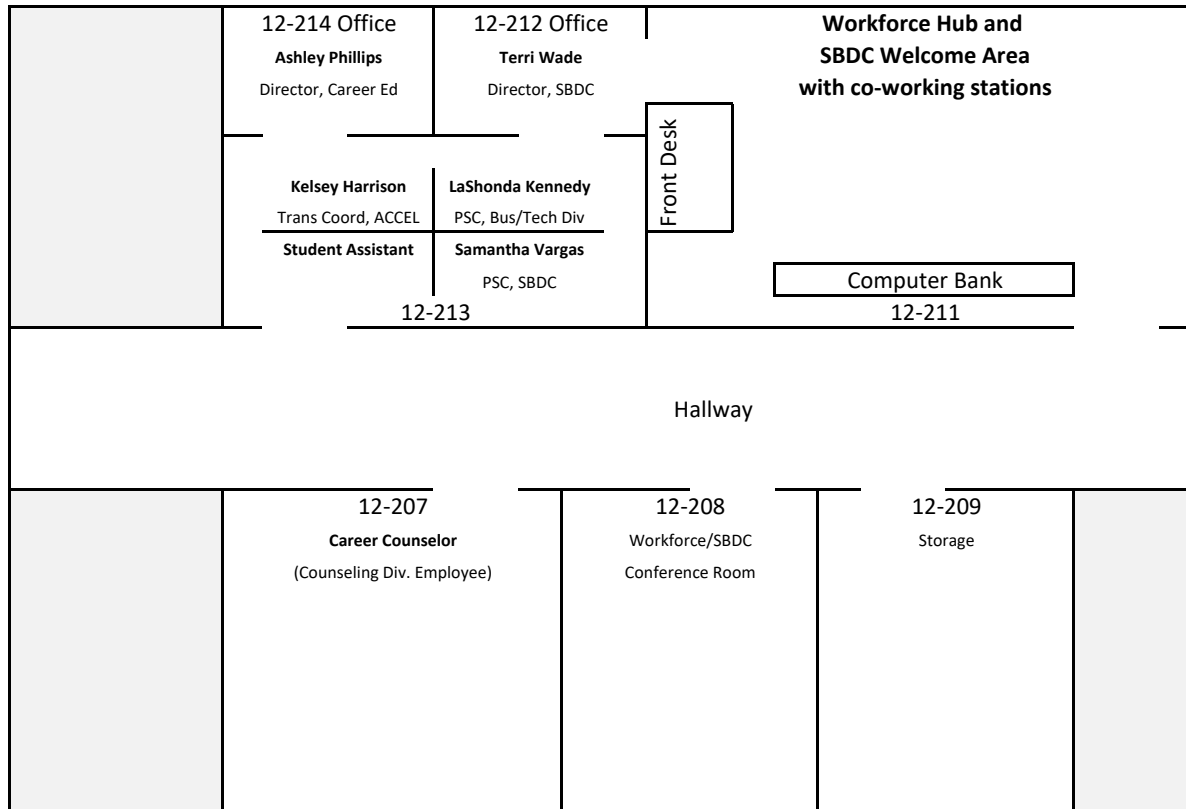 12-214 Office
Ashley Phillips
Director, Career Ed
12-212 Office
Terri Wade
Director, SBDC
Workforce Hub and
SBDC Welcome Area
with co-working stations
Front Desk
Kelsey Harrison
Trans Coord, ACCEL
LaShonda Kennedy
PSC, Bus/Tech Div
Student Assistant
Samantha Vargas
PSC, SBDC
12-213
Computer Bank
12-211
Hallway
12-207
Career Counselor
(Counseling Div. Employee)
12-208
Workforce/SBDC
Conference Room
12-209
Storage